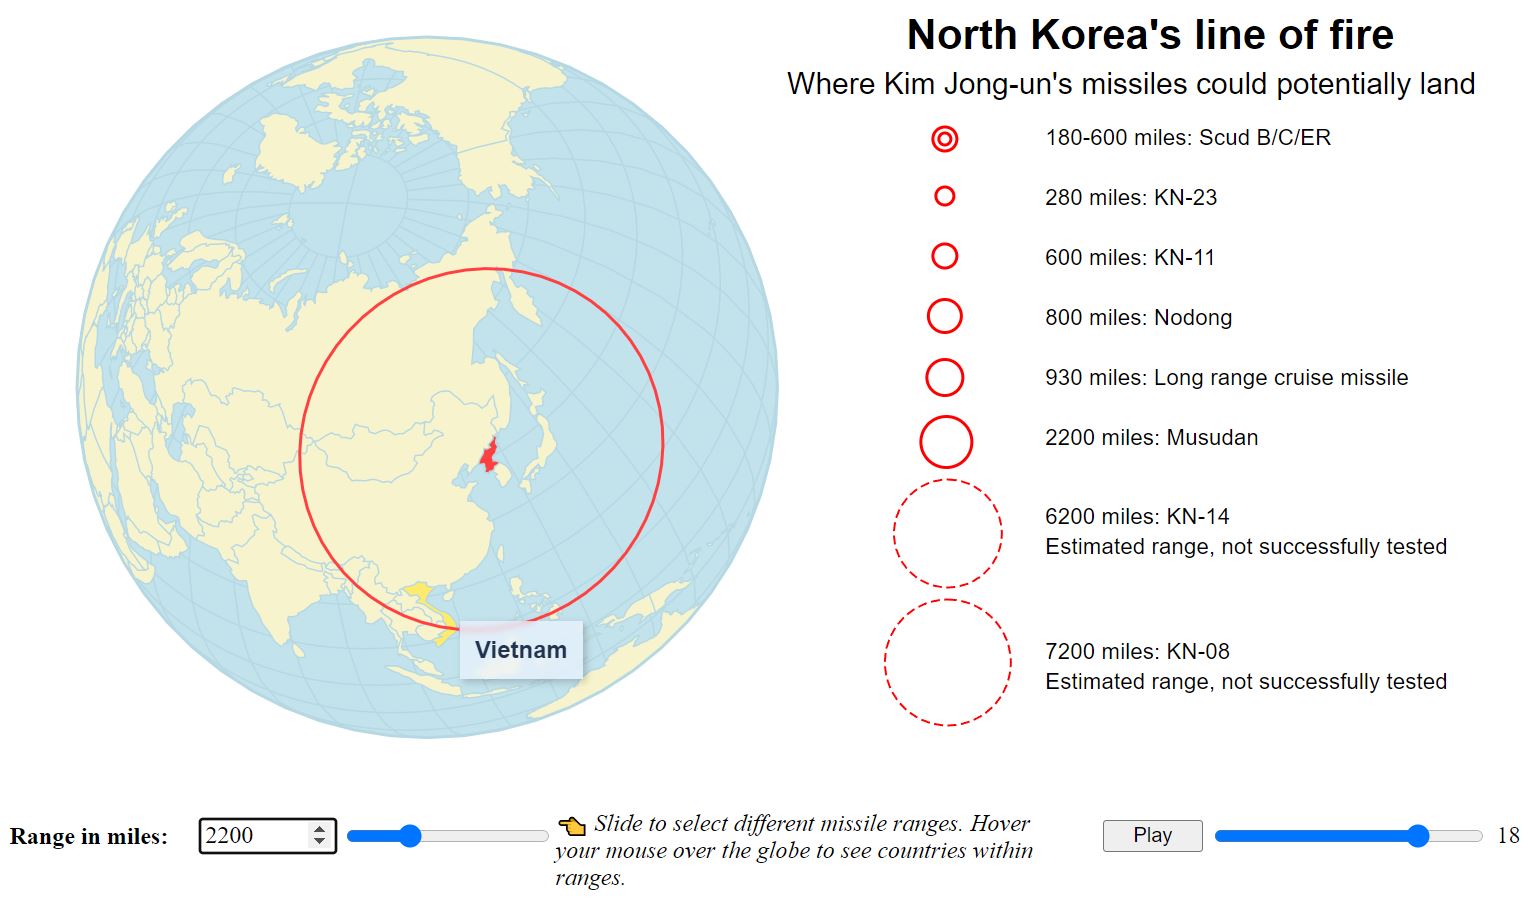 North Korea's line of fire
Where Kim Jong-un's missiles could potentially land
180-600 miles: Scud B/C/ER
280 miles: KN-23
600 miles: KN-11
800 miles: Nodong
930 miles: Long range cruise missile
2200 miles: Musudan
6200 miles: KN-14
Estimated range, not successfully tested
7200 miles: KN-08
Estimated range, not successfully tested
Vietnam
Range in miles:
2200
Slide to select different missile ranges. Hover
your mouse over the globe to see countries within
ranges.
Play
18